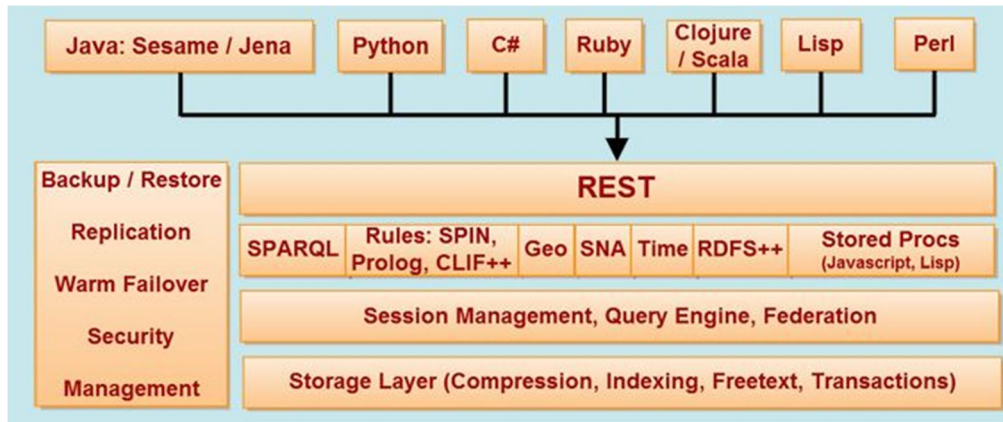 Java: Sesame / Jena
Python
C#
Ruby
Clojure
/ Scala
Lisp
Perl
Backup / Restore
Replication
Warm Failover
Security
Management
REST
SPARQL
Rules: SPIN,
Prolog, CLIF++
Geo
SNA
Time
RDFS++
Stored Procs
(Javascript, Lisp)
Session Management, Query Engine, Federation
Storage Layer (Compression, Indexing, Freetext, Transactions)